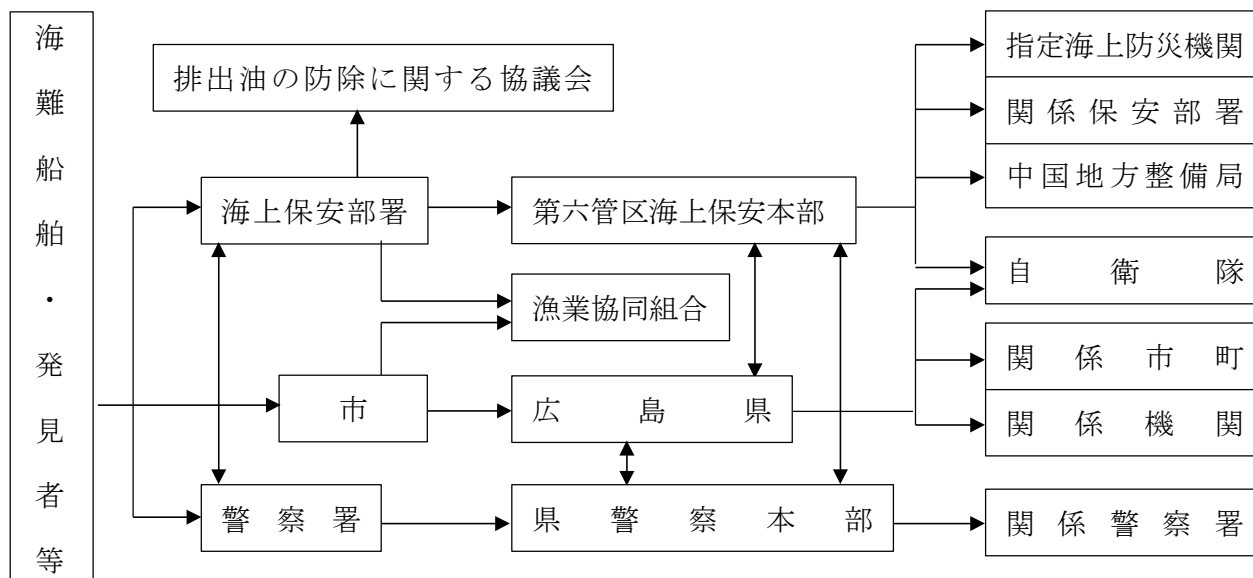 海難船舶・発見者等
排出油の防除に関する協議会
海上保安部署
第六管区海上保安本部
漁業協同組合
市
広島県
警察署
県警察本部
指定海上防災機関
関係保安部署
中国地方整備局
自衛隊
関係市町
関係機関
関係警察署